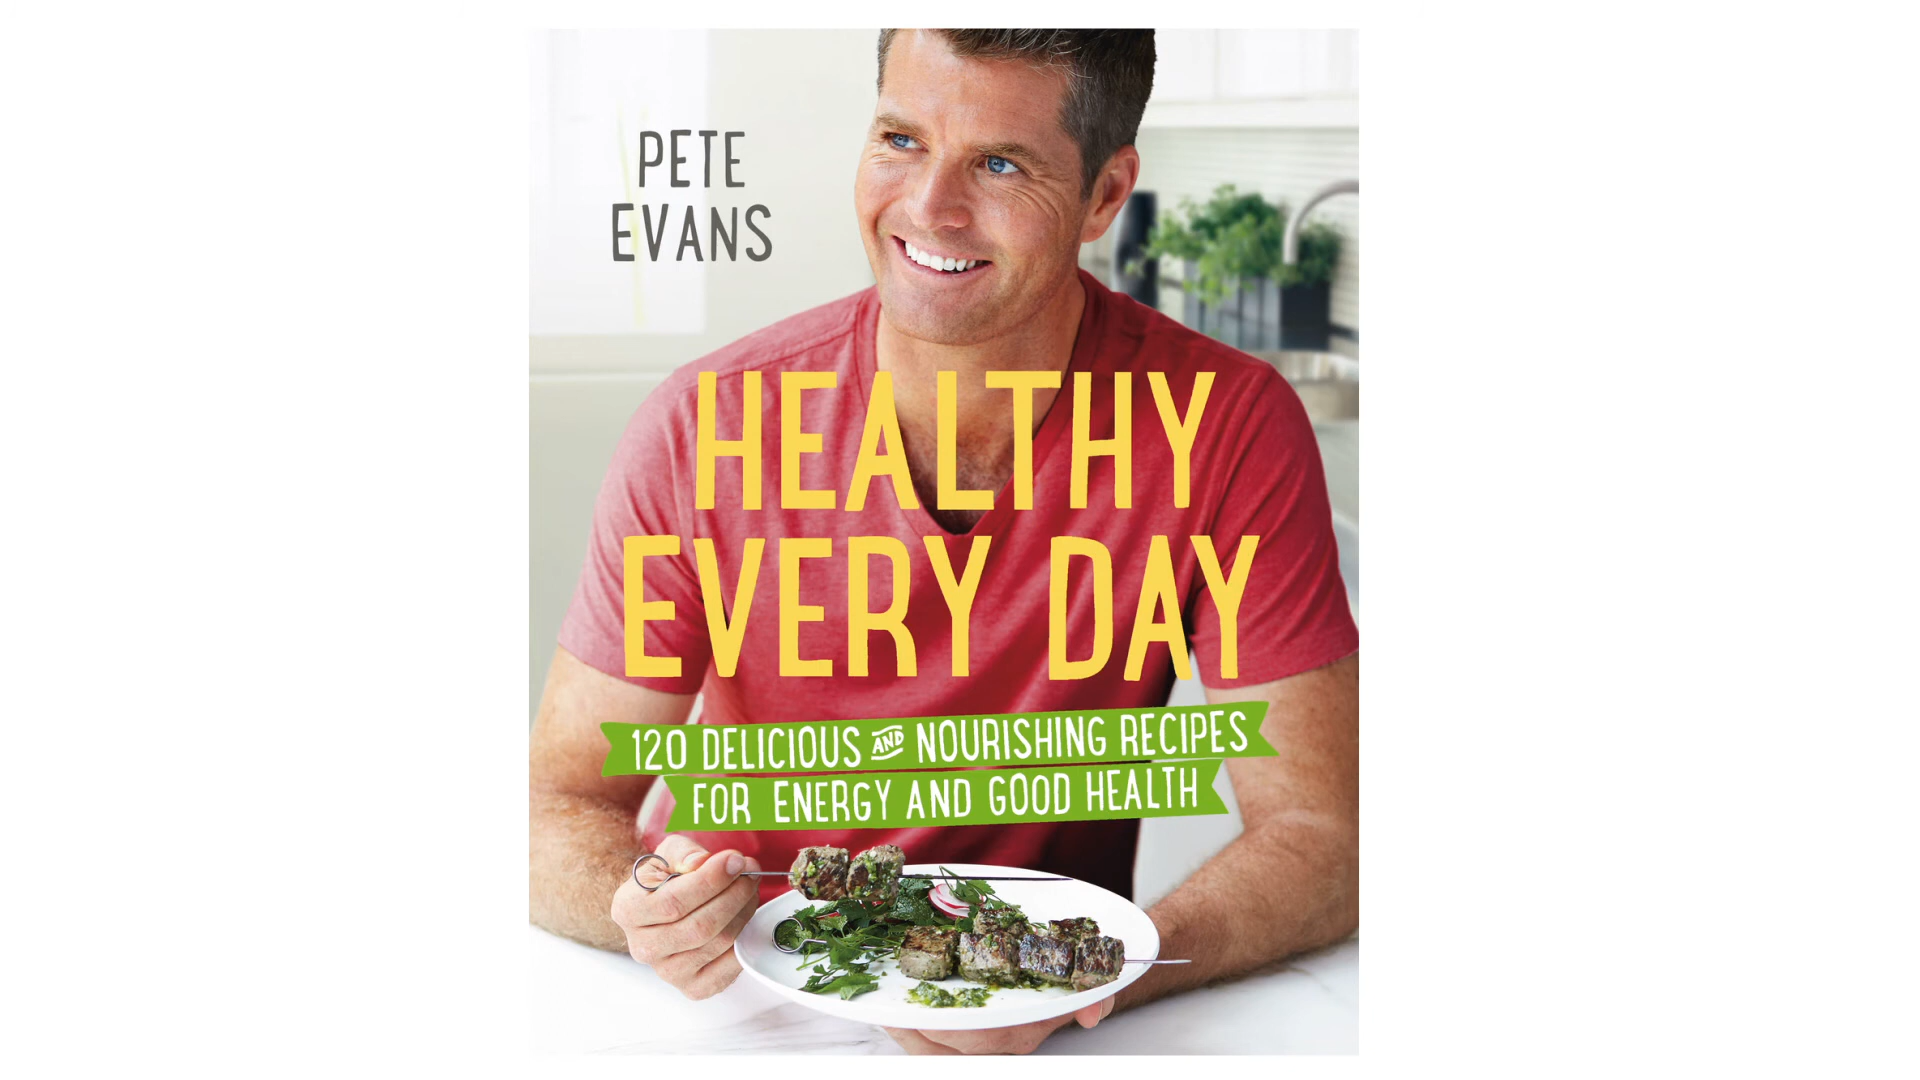 PETE
EVANS
HEALTHY
EVERY DAY
120 DELICIOUS AND NOURISHING RECIPES
FOR ENERGY AND GOOD HEALTH